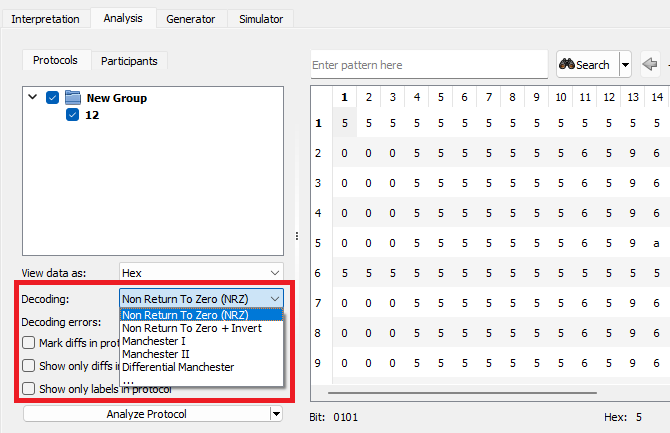 Interpretation Analysis Generator Simulator
Protocols Participants
New Group
12
View data as: Hex
Decoding: Non Return To Zero (NRZ)
Non Return To Zero (NRZ)
Non Return To Zero + Invert
Manchester I
Manchester II
Differential Manchester
...
Decoding errors:
Mark diffs in prot
Show only diffs in
Show only labels in protocol
Analyze Protocol
Enter pattern here Search
1 2 3 4 5 6 7 8 9 10 11 12 13 14
1 5 5 5 5 5 5 5 5 5 5 5 5 5 5
2 0 0 0 5 5 5 5 5 5 5 6 5 9 6
3 0 0 0 5 5 5 5 5 5 5 6 5 9 6
4 0 0 0 5 5 5 5 5 5 5 6 5 9 6
5 0 0 0 5 5 5 5 5 5 5 6 5 9 a
6 5 5 5 5 5 5 5 5 5 5 5 5 5 5
7 0 0 0 5 5 5 5 5 5 5 6 5 9 6
8 0 0 0 5 5 5 5 5 5 5 6 5 9 6
9 0 0 0 5 5 5 5 5 5 5 6 5 9 6
Bit: 0101 Hex: 5